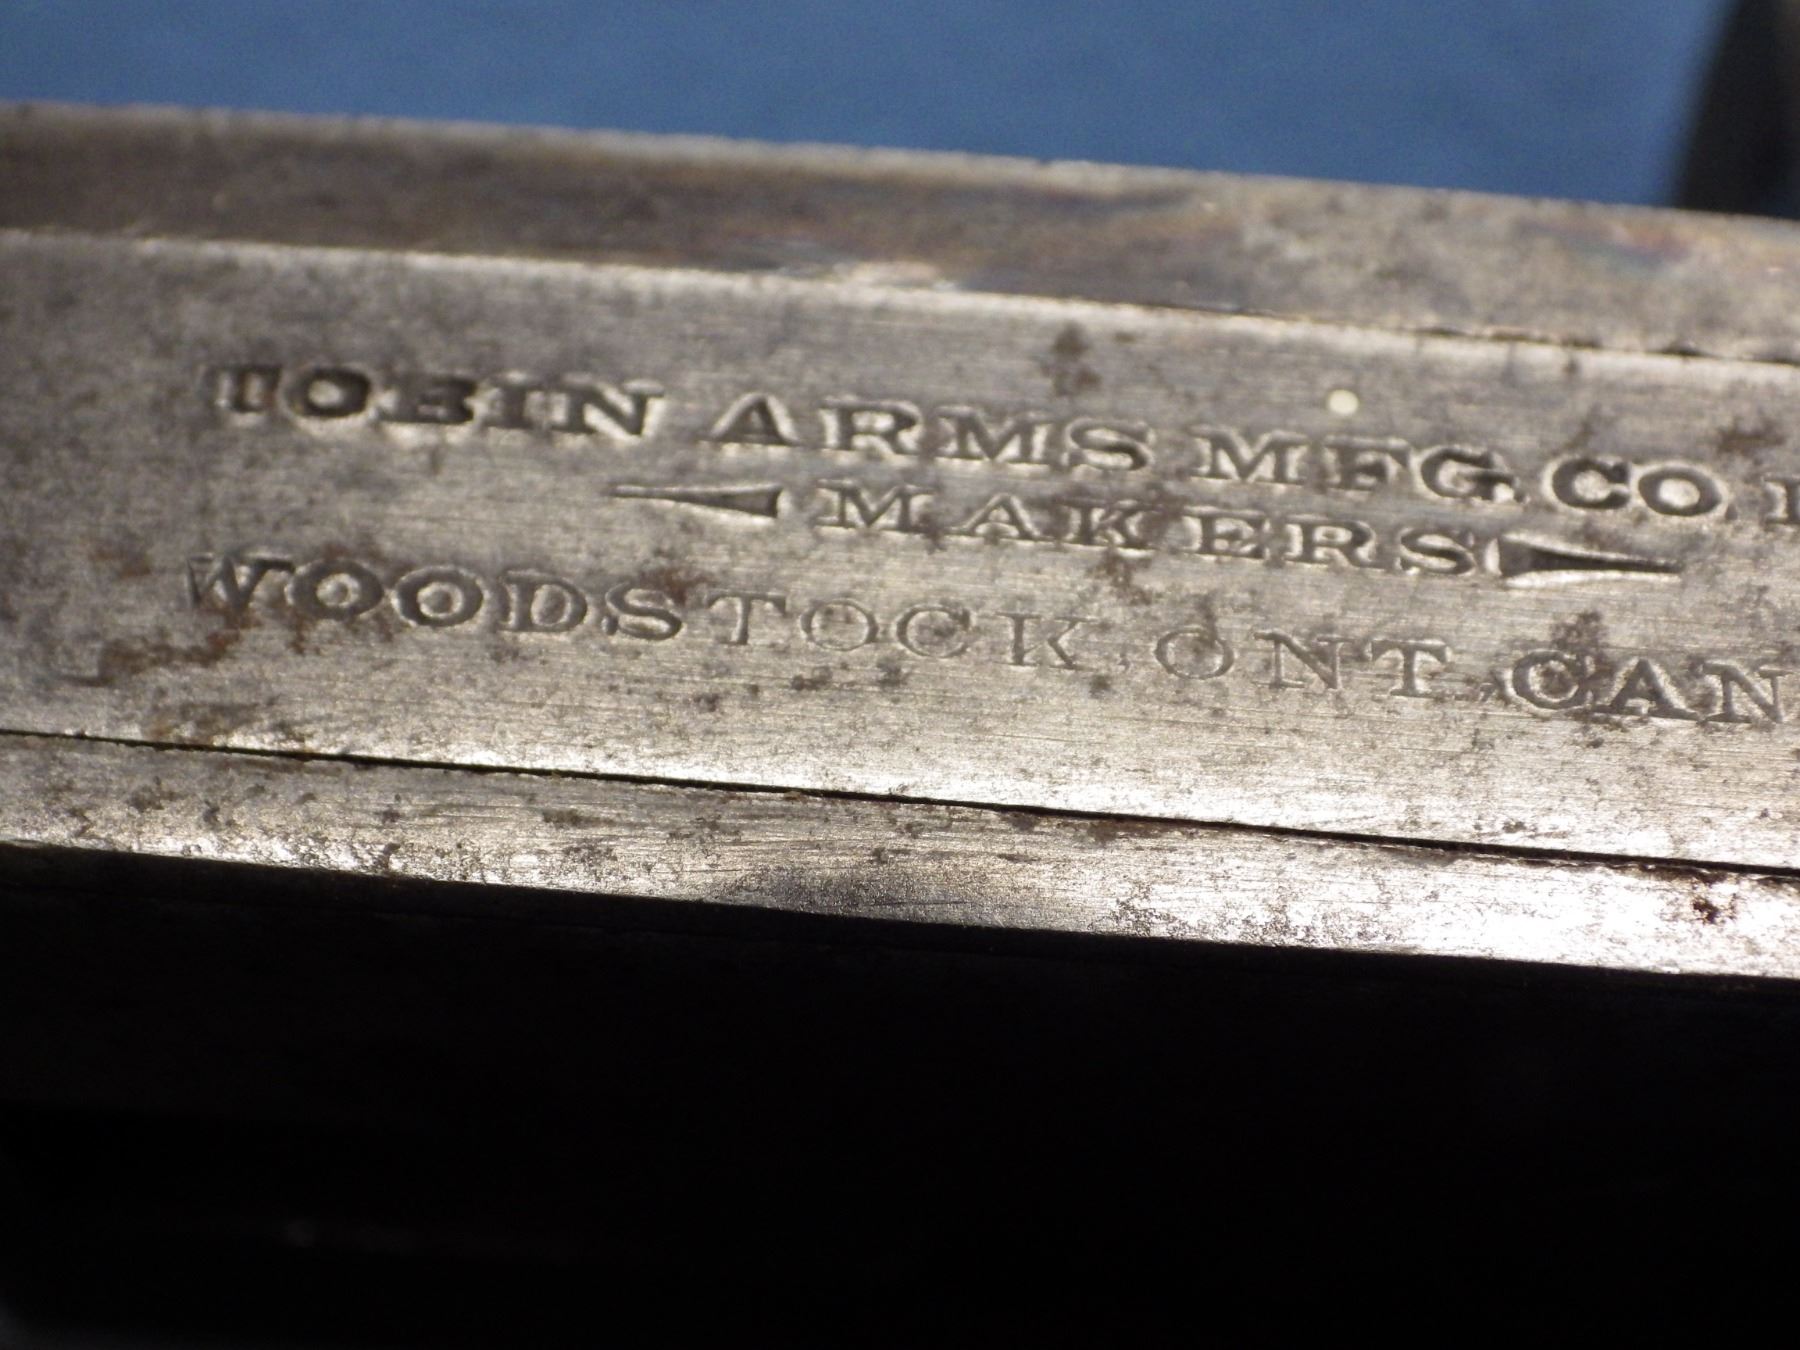 TOBIN ARMS MFG. CO.
MAKERS
WOODSTOCK, ONT., CAN